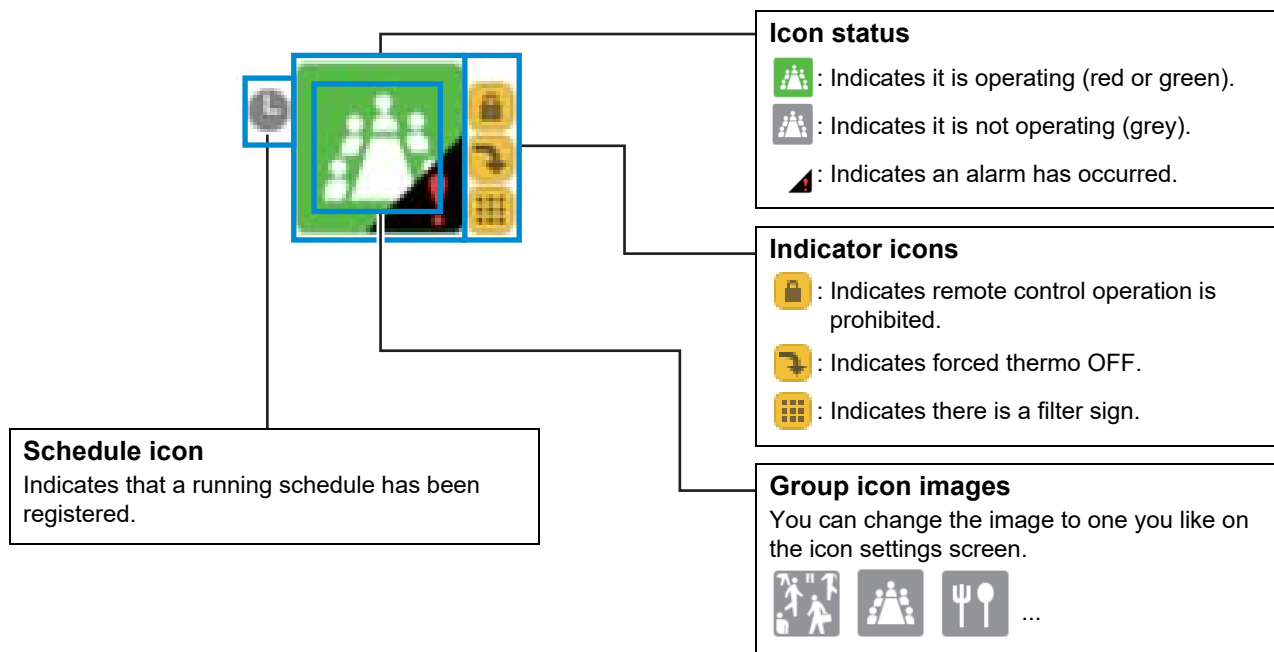 Icon status
: Indicates it is operating (red or green).
: Indicates it is not operating (grey).
: Indicates an alarm has occurred.
Indicator icons
: Indicates remote control operation is
prohibited.
: Indicates forced thermo OFF.
: Indicates there is a filter sign.
Schedule icon
Indicates that a running schedule has been
registered.
Group icon images
You can change the image to one you like on
the icon settings screen.
...